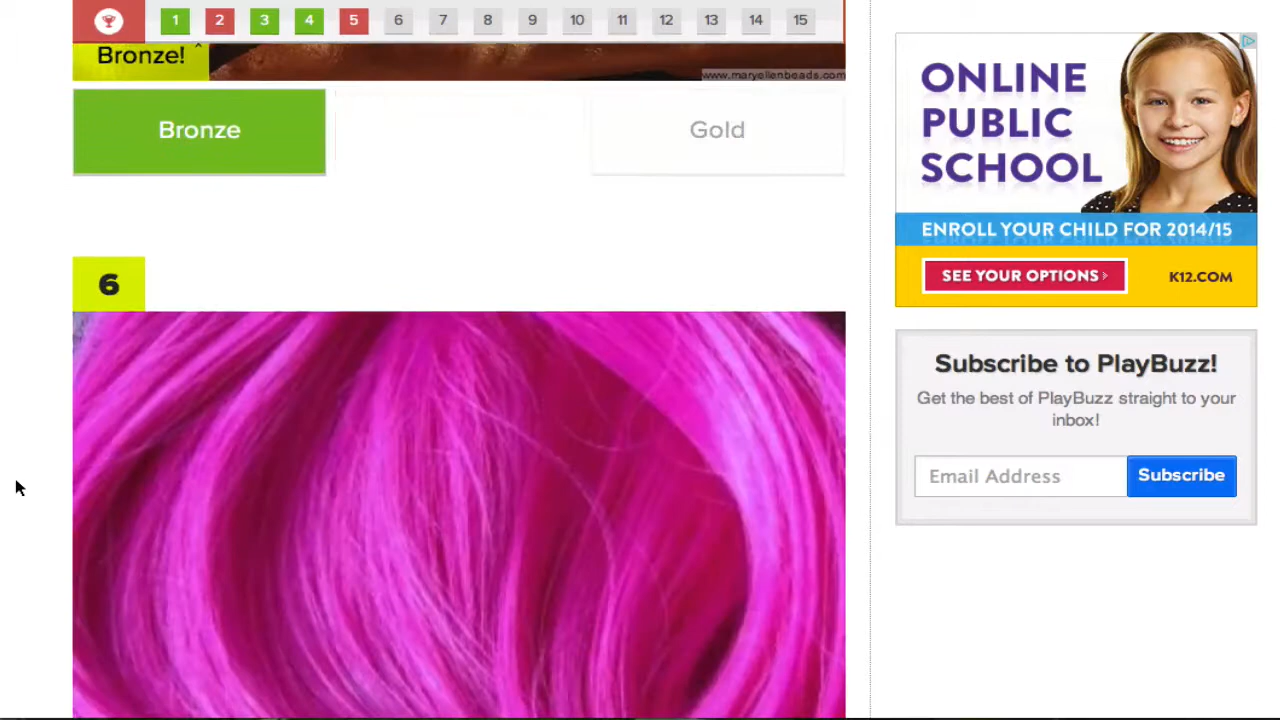 1 2 3 4 5 6 7 8 9 10 11 12 13 14 15
Bronze!
www.maryellenbeads.com
Bronze
Gold
6
ONLINE
PUBLIC
SCHOOL
ENROLL YOUR CHILD FOR 2014/15
SEE YOUR OPTIONS
K12.COM
Subscribe to PlayBuzz!
Get the best of PlayBuzz straight to your
inbox!
Email Address
Subscribe